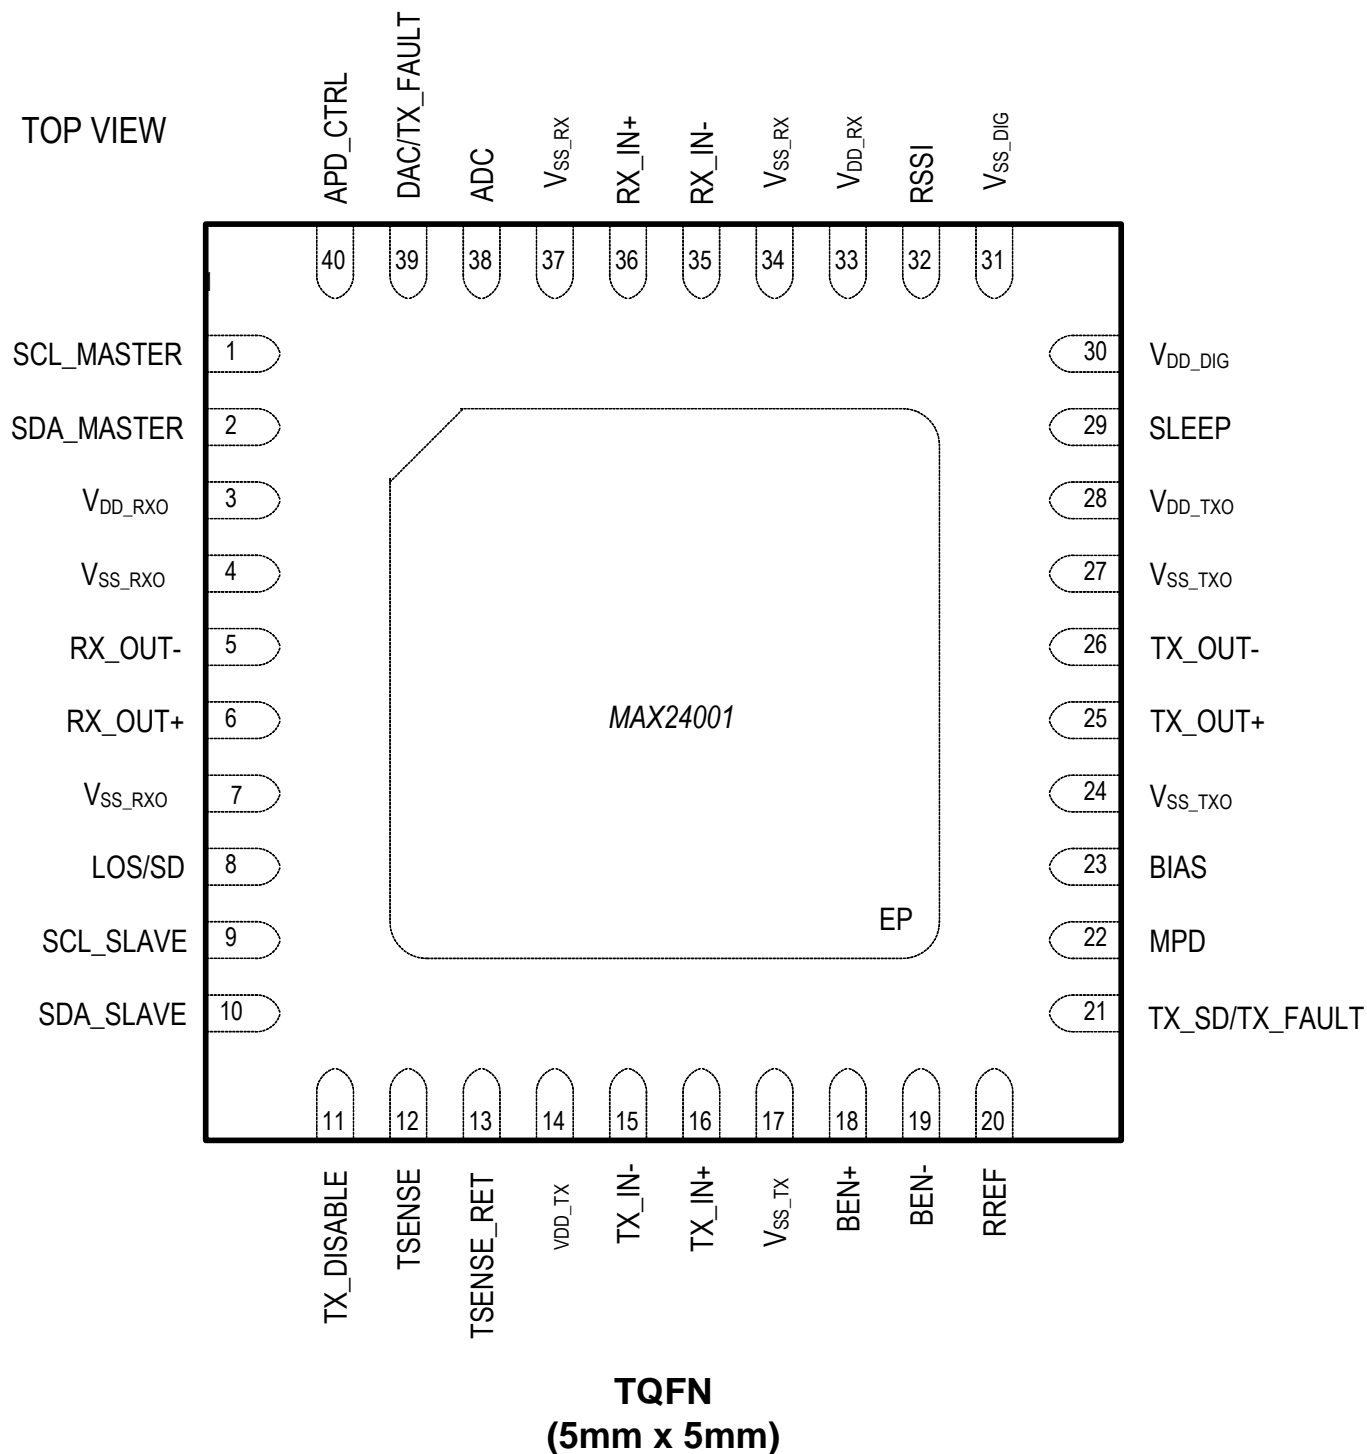 TOP VIEW
APD_CTRL
DAC/TX_FAULT
ADC
VSS_RX
RX_IN+
RX_IN-
VSS_RX
VDD_RX
RSSI
VSS_DIG
40 39 38 37 36 35 34 33 32 31
SCL_MASTER 1
SDA_MASTER 2
VDD_RXO 3
VSS_RXO 4
RX_OUT- 5
RX_OUT+ 6
VSS_RXO 7
LOS/SD 8
SCL_SLAVE 9
SDA_SLAVE 10
30 VDD_DIG
29 SLEEP
28 VDD_TXO
27 VSS_TXO
26 TX_OUT-
25 TX_OUT+
24 VSS_TXO
23 BIAS
22 MPD
21 TX_SD/TX_FAULT
MAX24001
EP
11 12 13 14 15 16 17 18 19 20
TX_DISABLE
TSENSE
TSENSE_RET
VDD_TX
TX_IN-
TX_IN+
VSS_TX
BEN+
BEN-
RREF
TQFN
(5mm x 5mm)